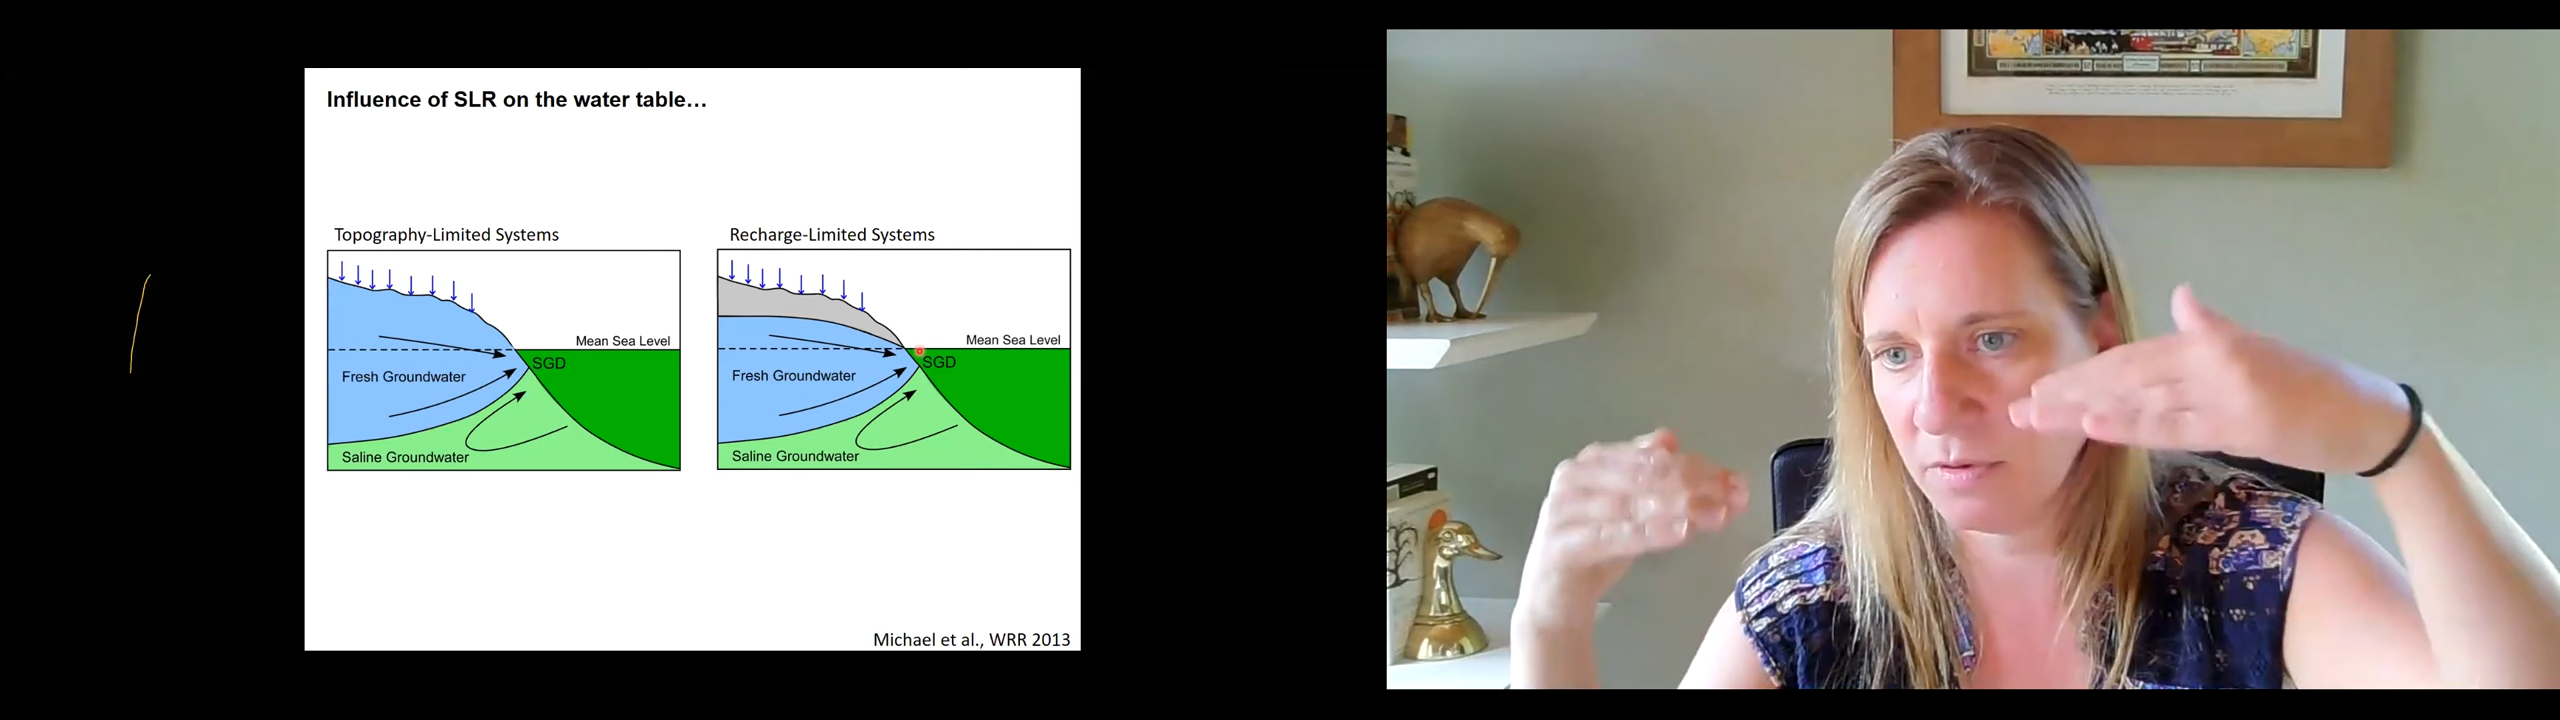 Influence of SLR on the water table…
Topography-Limited Systems
Mean Sea Level
SGD
Fresh Groundwater
Saline Groundwater
Recharge-Limited Systems
Mean Sea Level
SGD
Fresh Groundwater
Saline Groundwater
Michael et al., WRR 2013